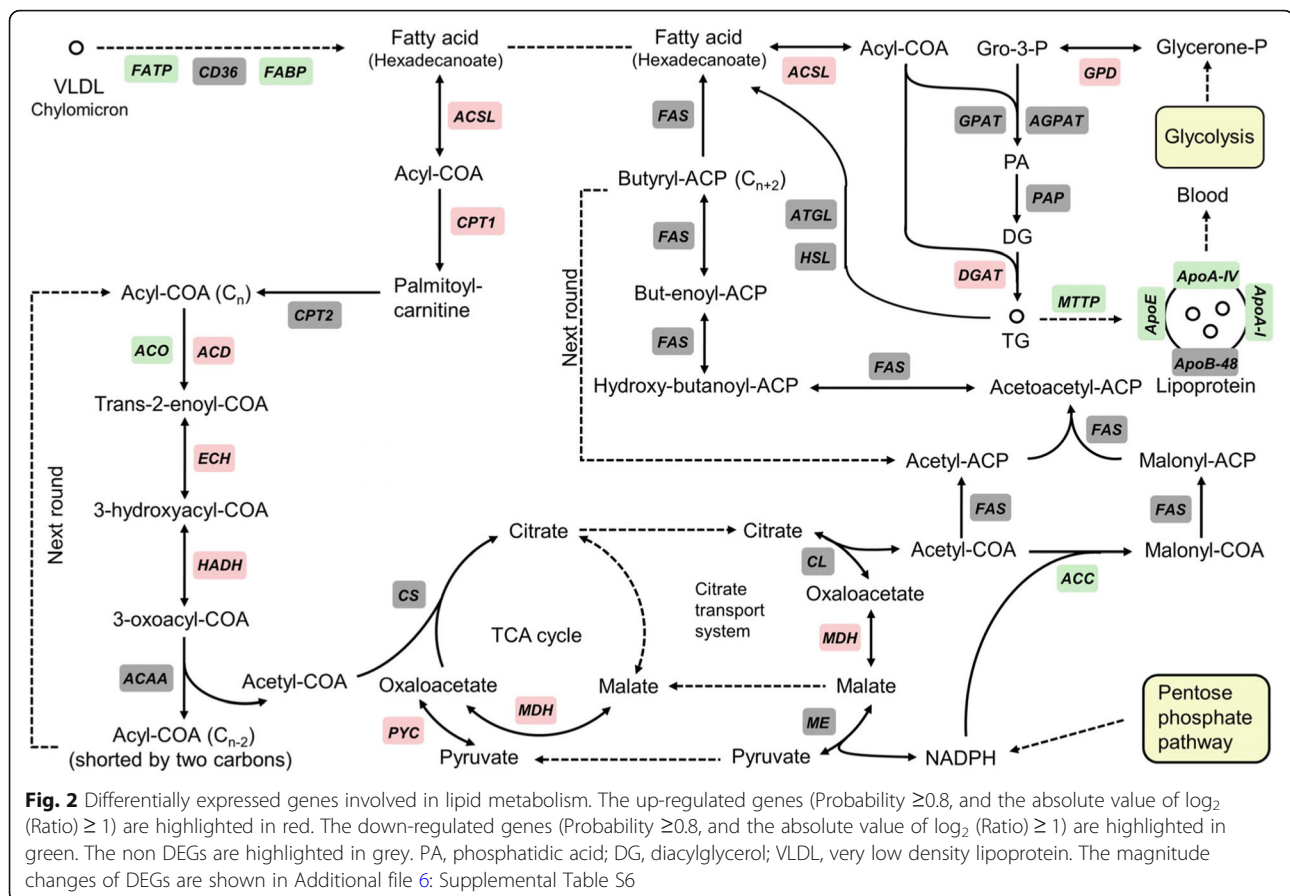 Fatty acid
(Hexadecanoate)
Fatty acid
(Hexadecanoate)
Acyl-COA
Gro-3-P
Glycerone-P
VLDL
Chylomicron
FATP
CD36
FABP
ACSL
GPD
ACSL
FAS
GPAT
AGPAT
Glycolysis
Acyl-COA
Butyryl-ACP (Cn+2)
PA
PAP
Blood
CPT1
ATGL
HSL
FAS
DG
DGAT
ApoA-IV
MTTP
ApoE
ApoA-I
ApoB-48
Lipoprotein
Acyl-COA (Cn)
CPT2
Palmitoyl-
carnitine
But-enoyl-ACP
TG
ACO
ACD
Next round
FAS
Trans-2-enoyl-COA
Hydroxy-butanoyl-ACP
FAS
Acetoacetyl-ACP
ECH
FAS
Acetyl-ACP
Malonyl-ACP
3-hydroxyacyl-COA
Next round
Citrate
Citrate
FAS
FAS
HADH
CL
Acetyl-COA
Malonyl-COA
ACC
3-oxoacyl-COA
CS
Citrate
transport
system
Oxaloacetate
TCA cycle
MDH
ACAA
Acetyl-COA
Oxaloacetate
Malate
Malate
MDH
PYC
ME
Pentose
phosphate
pathway
Acyl-COA (Cn-2)
(shorted by two carbons)
Pyruvate
Pyruvate
NADPH
Fig. 2 Differentially expressed genes involved in lipid metabolism. The up-regulated genes (Probability ≥0.8, and the absolute value of log2
(Ratio) ≥ 1) are highlighted in red. The down-regulated genes (Probability ≥0.8, and the absolute value of log2 (Ratio) ≥ 1) are highlighted in
green. The non DEGs are highlighted in grey. PA, phosphatidic acid; DG, diacylglycerol; VLDL, very low density lipoprotein. The magnitude
changes of DEGs are shown in Additional file 6: Supplemental Table S6